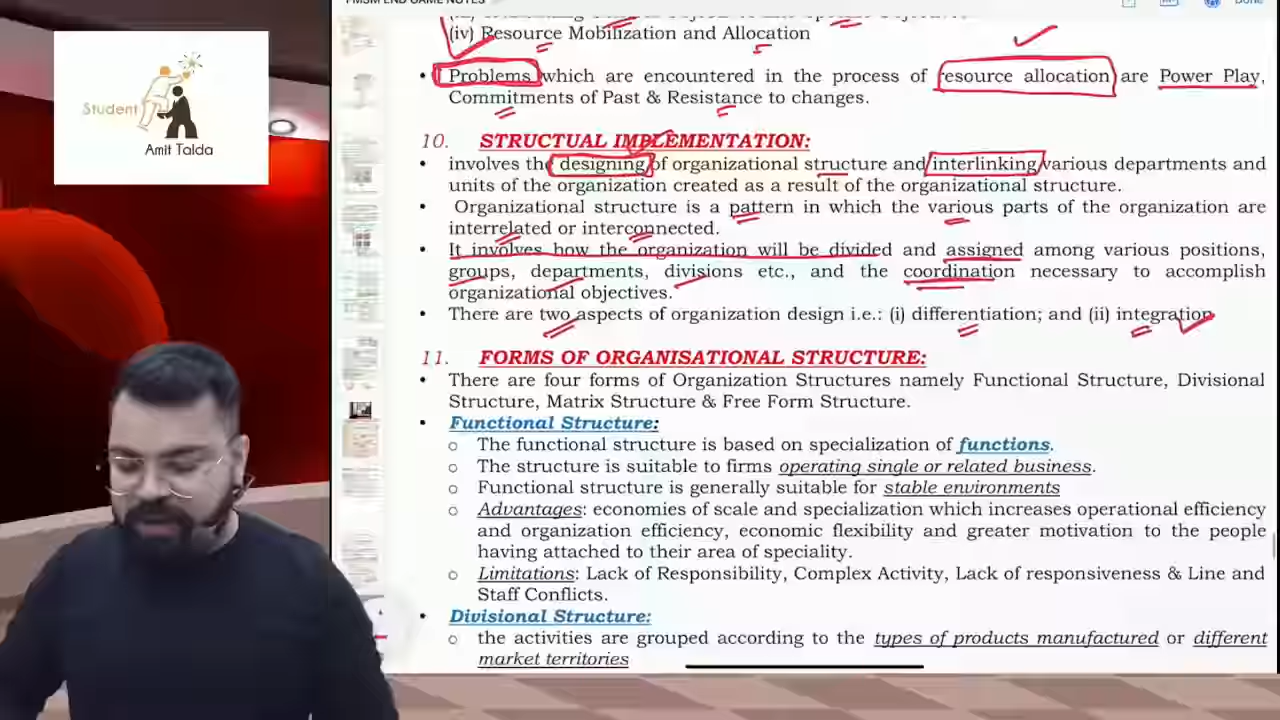 FMSM END GAME NOTES
Done
(iv) Resource Mobilization and Allocation
• Problems which are encountered in the process of resource allocation are Power Play,
Commitments of Past & Resistance to changes.
10. STRUCTUAL IMPLEMENTATION:
• involves the designing of organizational structure and interlinking various departments and
units of the organization created as a result of the organizational structure.
• Organizational structure is a pattern in which the various parts of the organization are
interrelated or interconnected.
• It involves how the organization will be divided and assigned among various positions,
groups, departments, divisions etc., and the coordination necessary to accomplish
organizational objectives.
• There are two aspects of organization design i.e.: (i) differentiation; and (ii) integration
11. FORMS OF ORGANISATIONAL STRUCTURE:
• There are four forms of Organization Structures namely Functional Structure, Divisional
Structure, Matrix Structure & Free Form Structure.
• Functional Structure:
o The functional structure is based on specialization of functions.
o The structure is suitable to firms operating single or related business.
o Functional structure is generally suitable for stable environments
o Advantages: economies of scale and specialization which increases operational efficiency
and organization efficiency, economic flexibility and greater motivation to the people
having attached to their area of speciality.
o Limitations: Lack of Responsibility, Complex Activity, Lack of responsiveness & Line and
Staff Conflicts.
• Divisional Structure:
o the activities are grouped according to the types of products manufactured or different
market territories
Student
Amit Talda